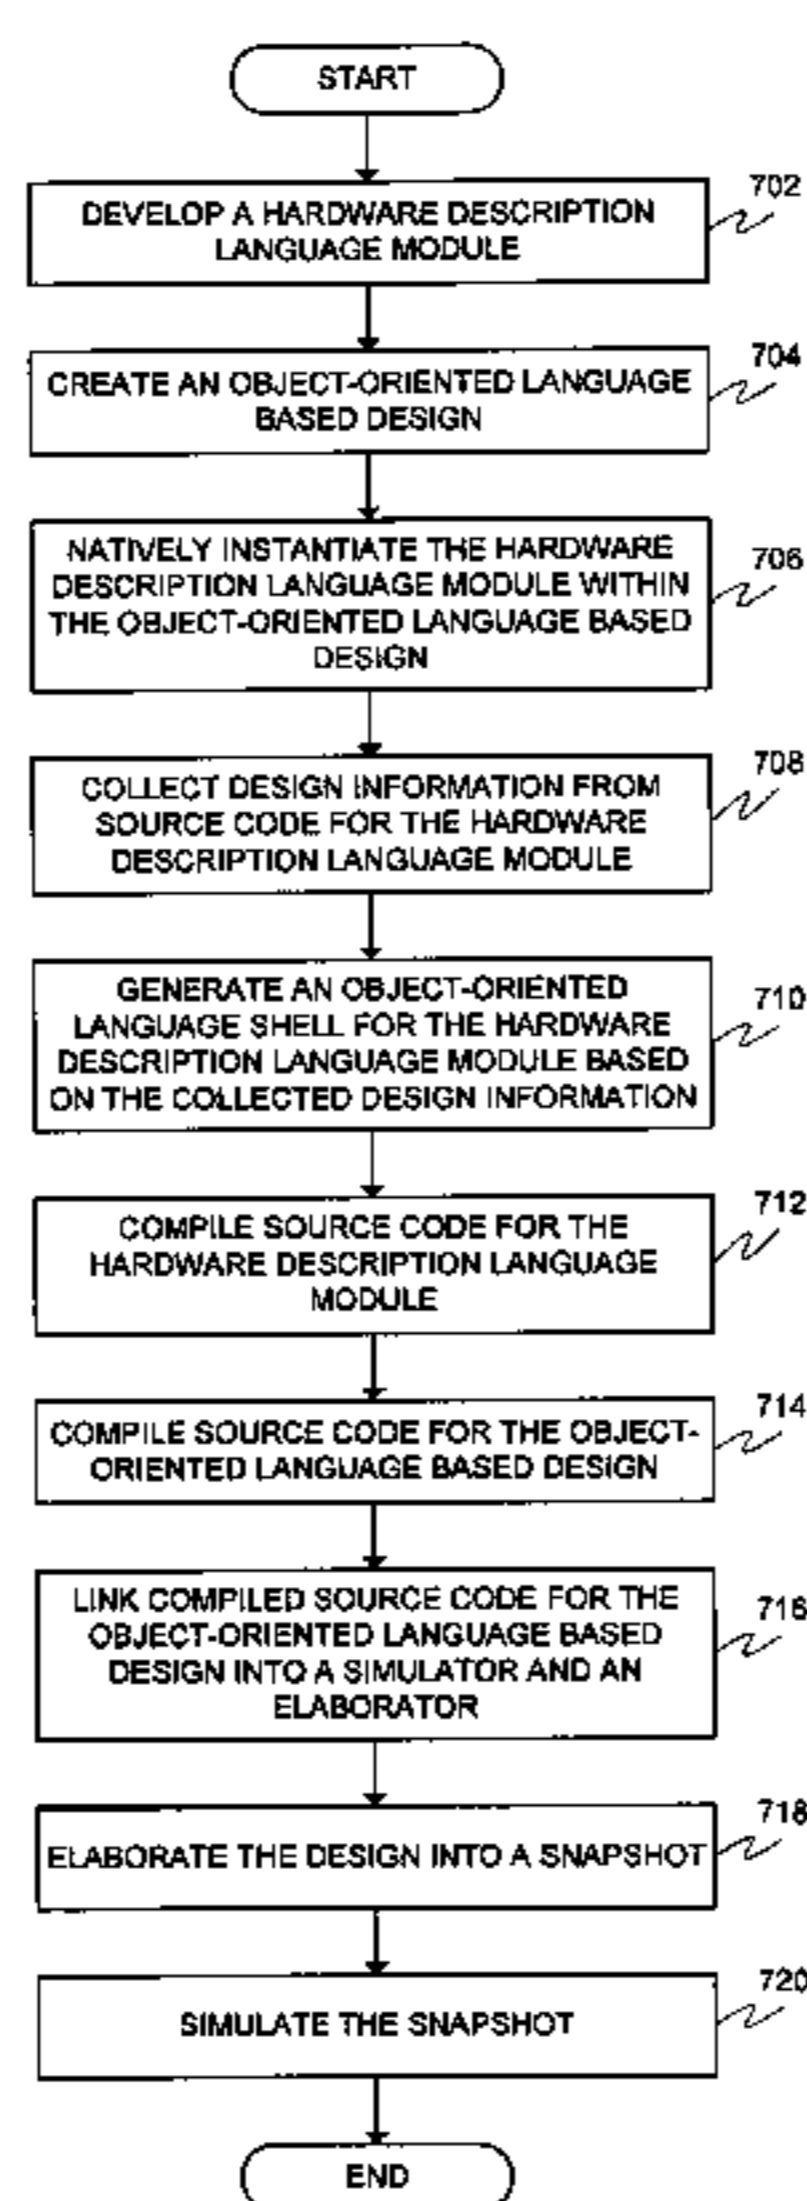 START
702
DEVELOP A HARDWARE DESCRIPTION
LANGUAGE MODULE
704
CREATE AN OBJECT-ORIENTED LANGUAGE
BASED DESIGN
706
NATIVELY INSTANTIATE THE HARDWARE
DESCRIPTION LANGUAGE MODULE WITHIN
THE OBJECT-ORIENTED LANGUAGE BASED
DESIGN
708
COLLECT DESIGN INFORMATION FROM
SOURCE CODE FOR THE HARDWARE
DESCRIPTION LANGUAGE MODULE
710
GENERATE AN OBJECT-ORIENTED
LANGUAGE SHELL FOR THE HARDWARE
DESCRIPTION LANGUAGE MODULE BASED
ON THE COLLECTED DESIGN INFORMATION
712
COMPILE SOURCE CODE FOR THE
HARDWARE DESCRIPTION LANGUAGE
MODULE
714
COMPILE SOURCE CODE FOR THE OBJECT-
ORIENTED LANGUAGE BASED DESIGN
716
LINK COMPILED SOURCE CODE FOR THE
OBJECT-ORIENTED LANGUAGE BASED
DESIGN INTO A SIMULATOR AND AN
ELABORATOR
718
ELABORATE THE DESIGN INTO A SNAPSHOT
720
SIMULATE THE SNAPSHOT
END